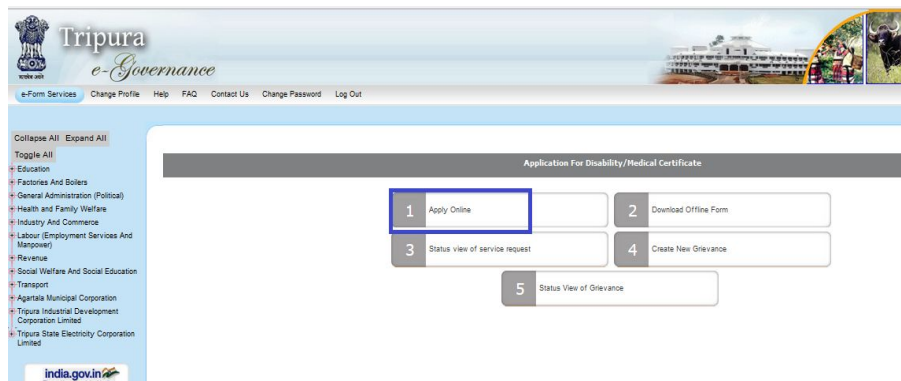 Tripura
e-Governance
e-Form Services Change Profile Help FAQ Contact Us Change Password Log Out
Collapse All Expand All
Toggle All
Education
Factories And Boilers
General Administration (Political)
Health and Family Welfare
Industry And Commerce
Labour (Employment Services And
Manpower)
Revenue
Social Welfare And Social Education
Transport
Agartala Municipal Corporation
Tripura Industrial Development
Corporation Limited
Tripura State Electricity Corporation
Limited
india.gov.in
Application For Disability/Medical Certificate
1 Apply Online
2 Download Offline Form
3 Status view of service request
4 Create New Grievance
5 Status View of Grievance